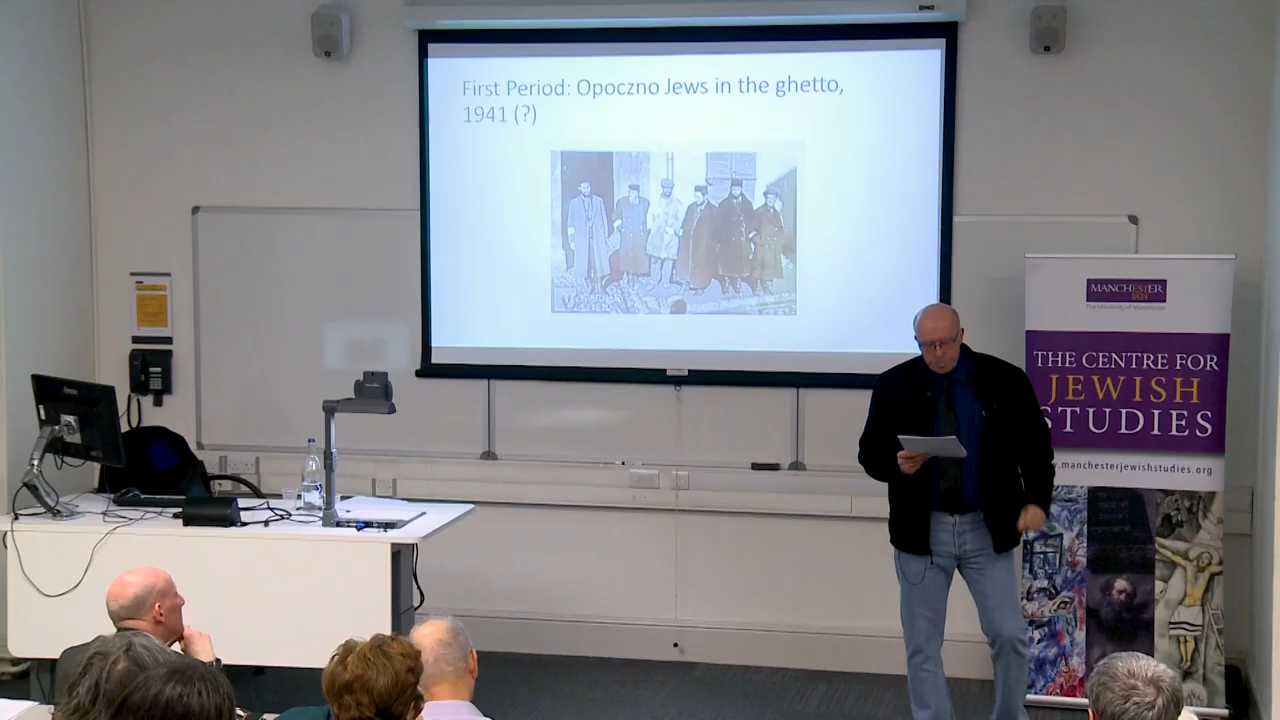 First Period: Opoczno Jews in the ghetto,
1941 (?)
MANCHESTER
1824
The University of Manchester
THE CENTRE FOR
JEWISH
STUDIES
.manchesterjewishstudies.org